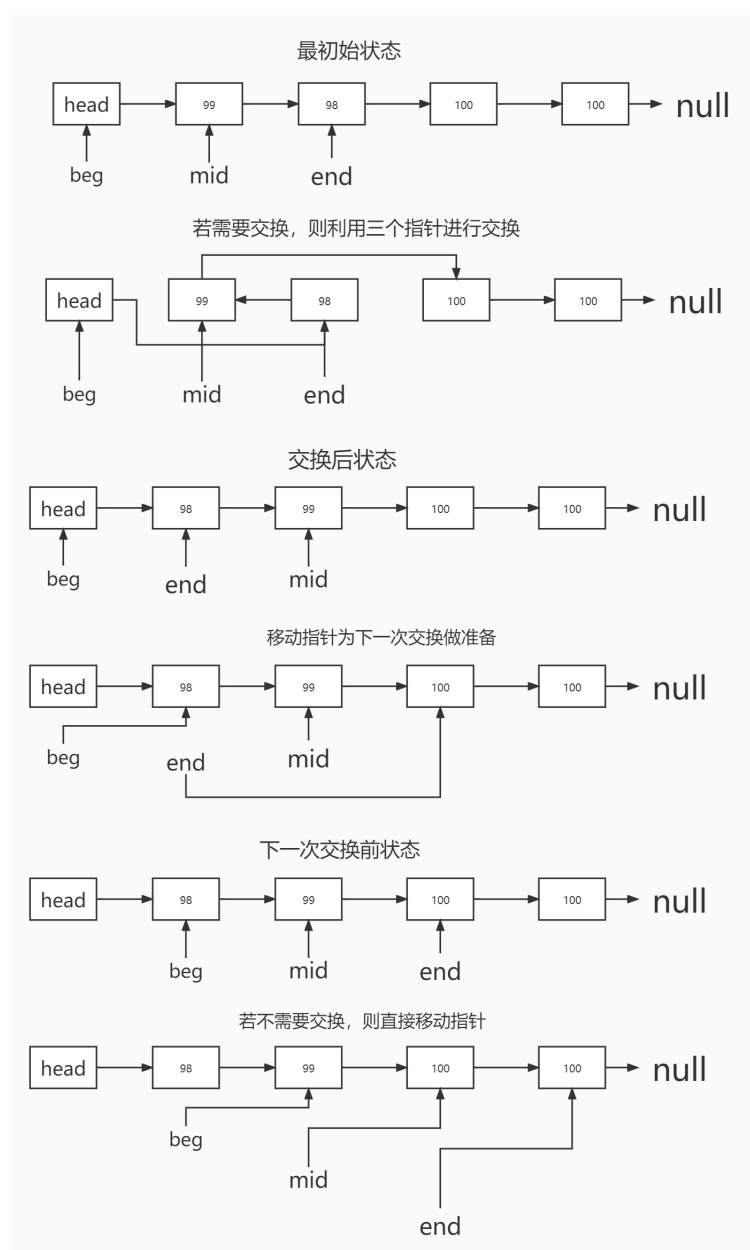 最初始状态
head 99 98 100 100 null
beg mid end
若需要交换，则利用三个指针进行交换
head 99 98 100 100 null
beg mid end
交换后状态
head 98 99 100 100 null
beg end mid
移动指针为下一次交换做准备
head 98 99 100 100 null
beg end mid
下一次交换前状态
head 98 99 100 100 null
beg mid end
若不需要交换，则直接移动指针
head 98 99 100 100 null
beg
mid
end